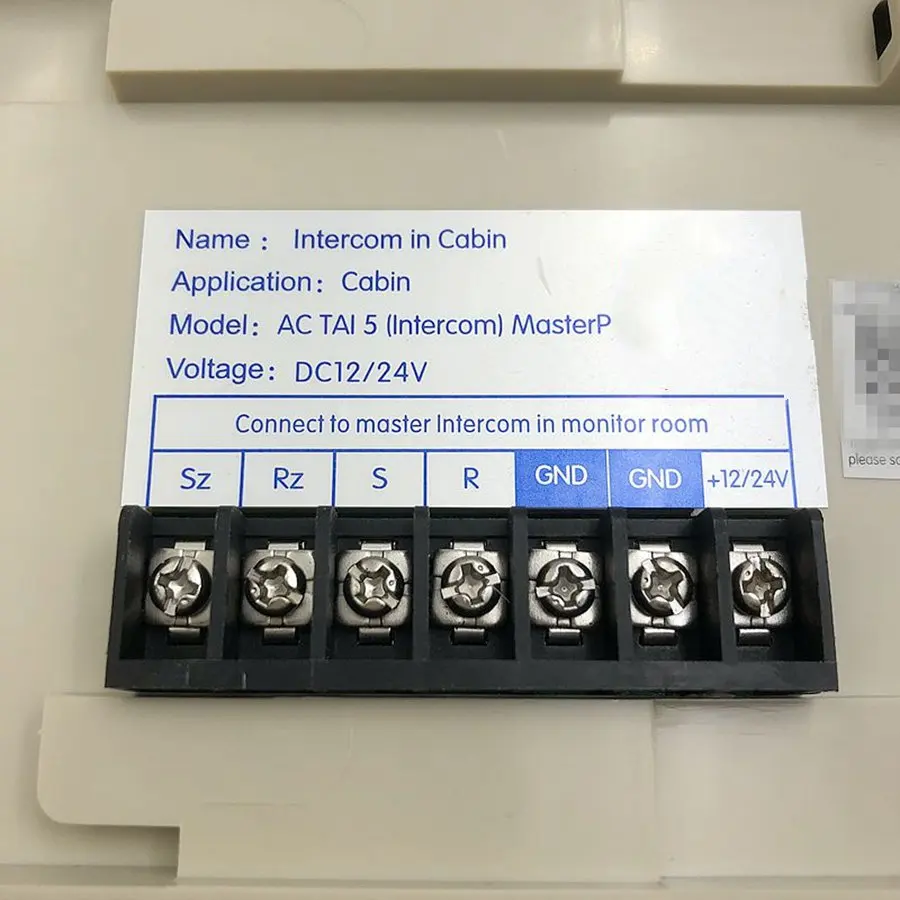 Name : Intercom in Cabin
Application: Cabin
Model: AC TAI 5 (Intercom) MasterP
Voltage: DC12/24V
Connect to master Intercom in monitor room
Sz Rz S R GND GND +12/24V
please